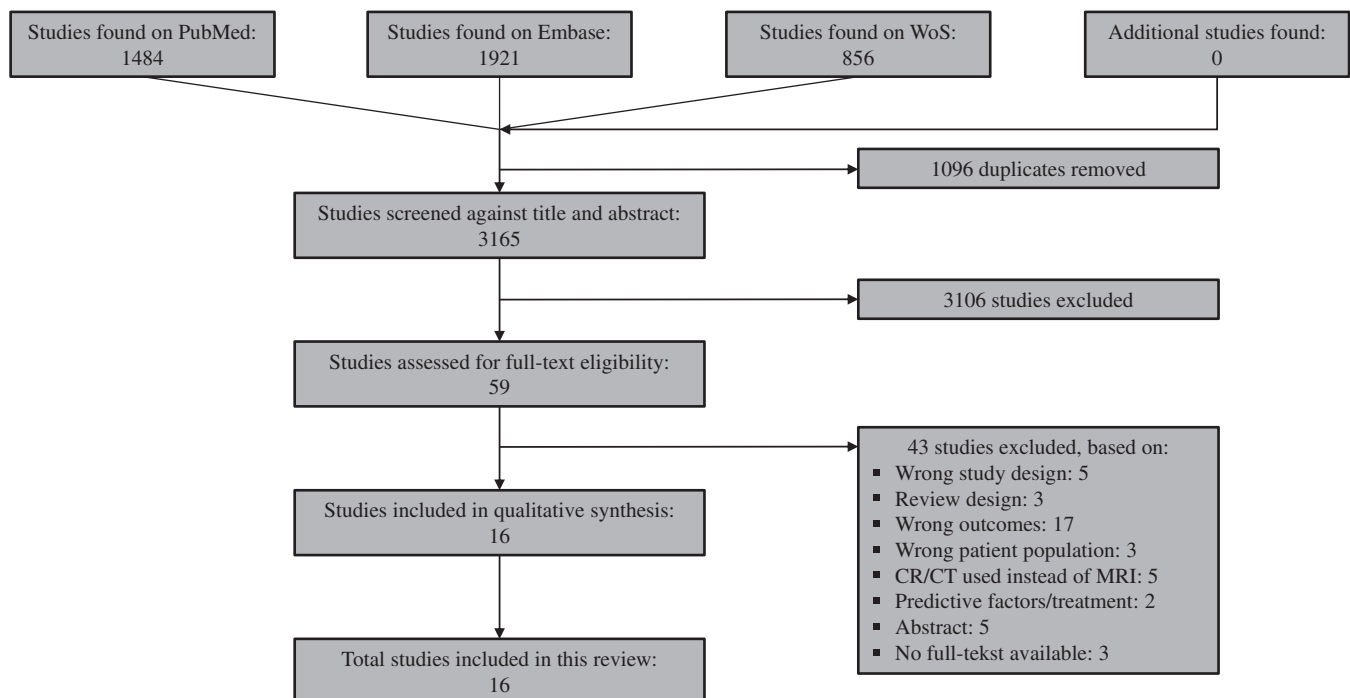 Studies found on PubMed:
1484
Studies found on Embase:
1921
Studies found on WoS:
856
Additional studies found:
0
1096 duplicates removed
Studies screened against title and abstract:
3165
3106 studies excluded
Studies assessed for full-text eligibility:
59
43 studies excluded, based on:
▪ Wrong study design: 5
▪ Review design: 3
▪ Wrong outcomes: 17
▪ Wrong patient population: 3
▪ CR/CT used instead of MRI: 5
▪ Predictive factors/treatment: 2
▪ Abstract: 5
▪ No full-tekst available: 3
Studies included in qualitative synthesis:
16
Total studies included in this review:
16